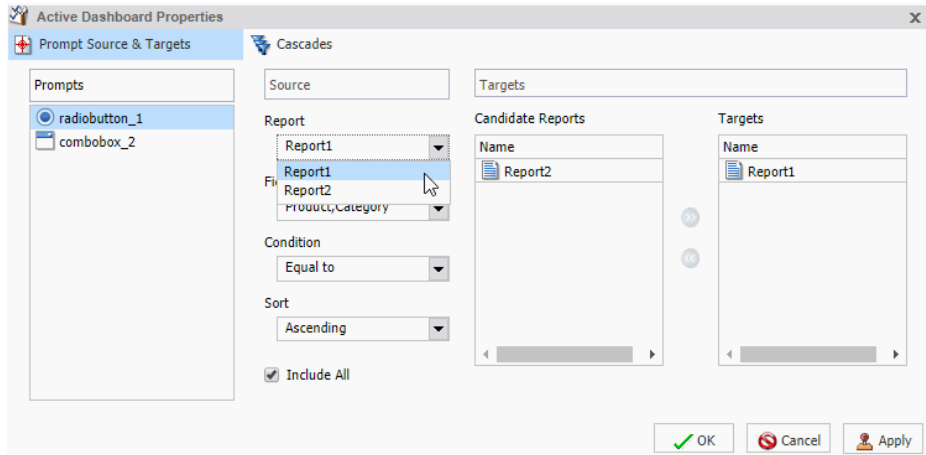 Active Dashboard Properties
x
Prompt Source & Targets
Cascades
Prompts
radiobutton_1
combobox_2
Source
Report
Report1
Report1
Report2
Fi
Product,Category
Condition
Equal to
Sort
Ascending
Include All
Targets
Candidate Reports
Name
Report2
Targets
Name
Report1
OK
Cancel
Apply